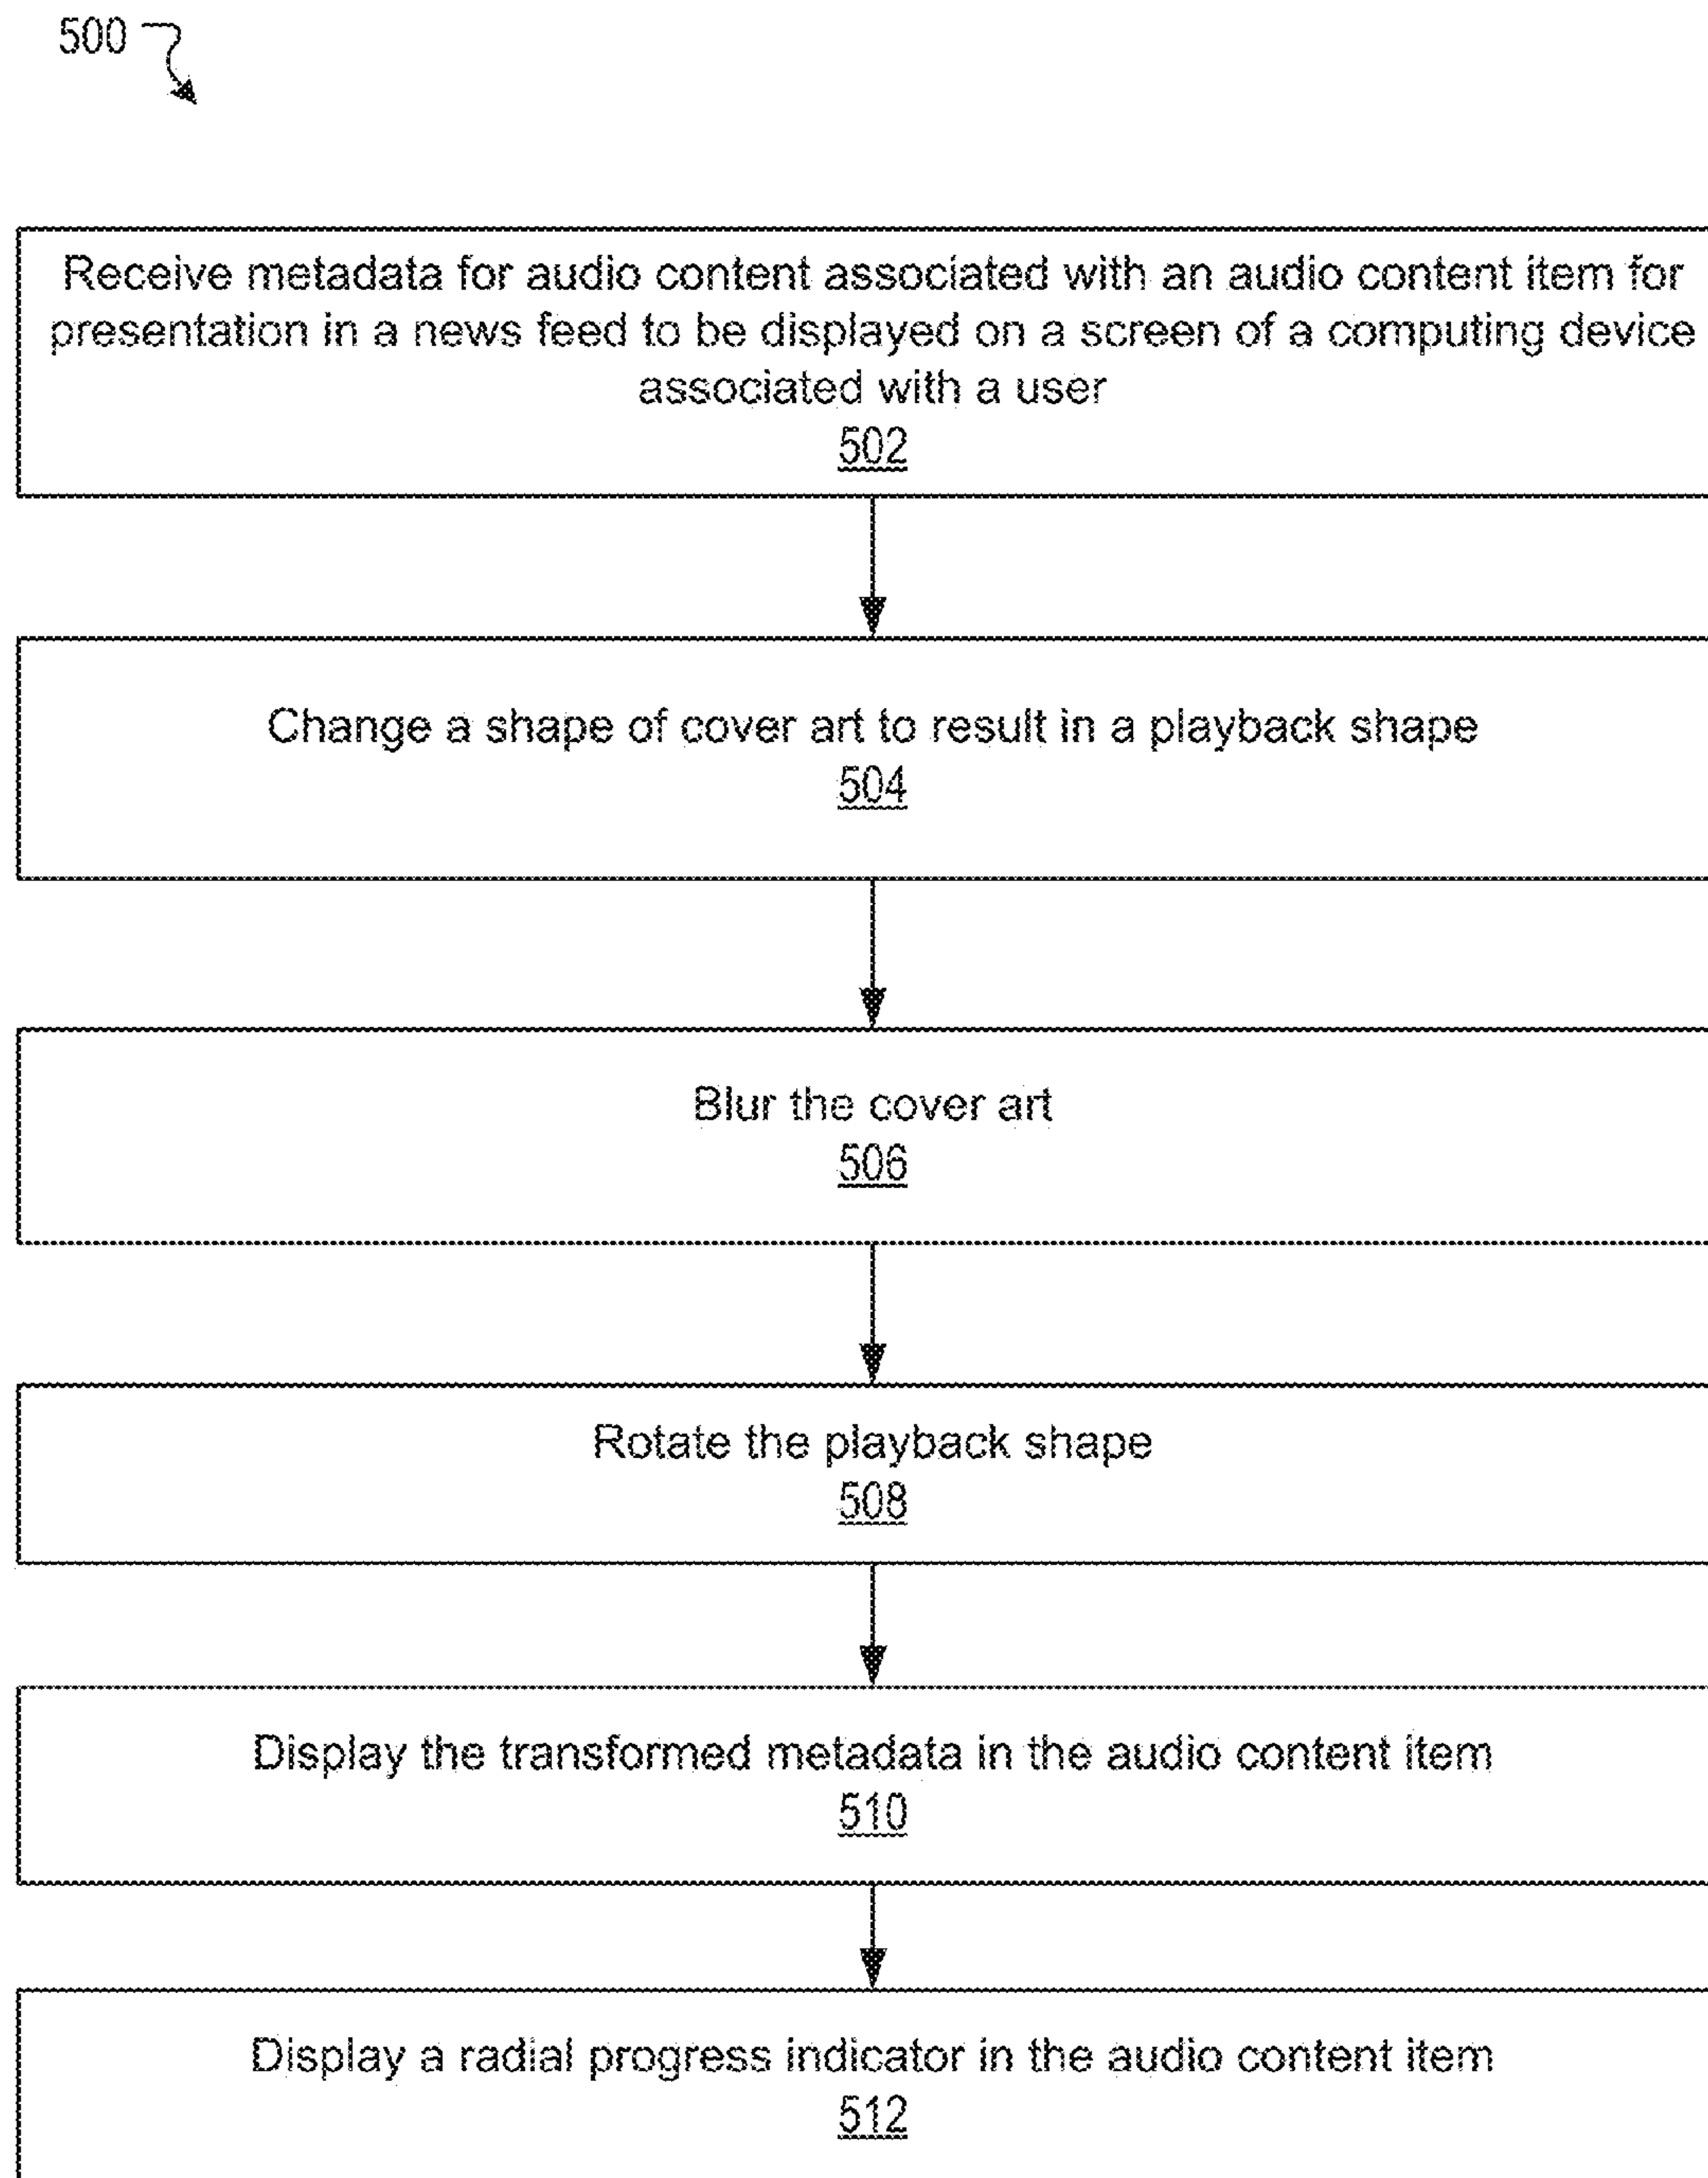 500
Receive metadata for audio content associated with an audio content item for
presentation in a news feed to be displayed on a screen of a computing device
associated with a user
502
Change a shape of cover art to result in a playback shape
504
Blur the cover art
506
Rotate the playback shape
508
Display the transformed metadata in the audio content item
510
Display a radial progress indicator in the audio content item
512